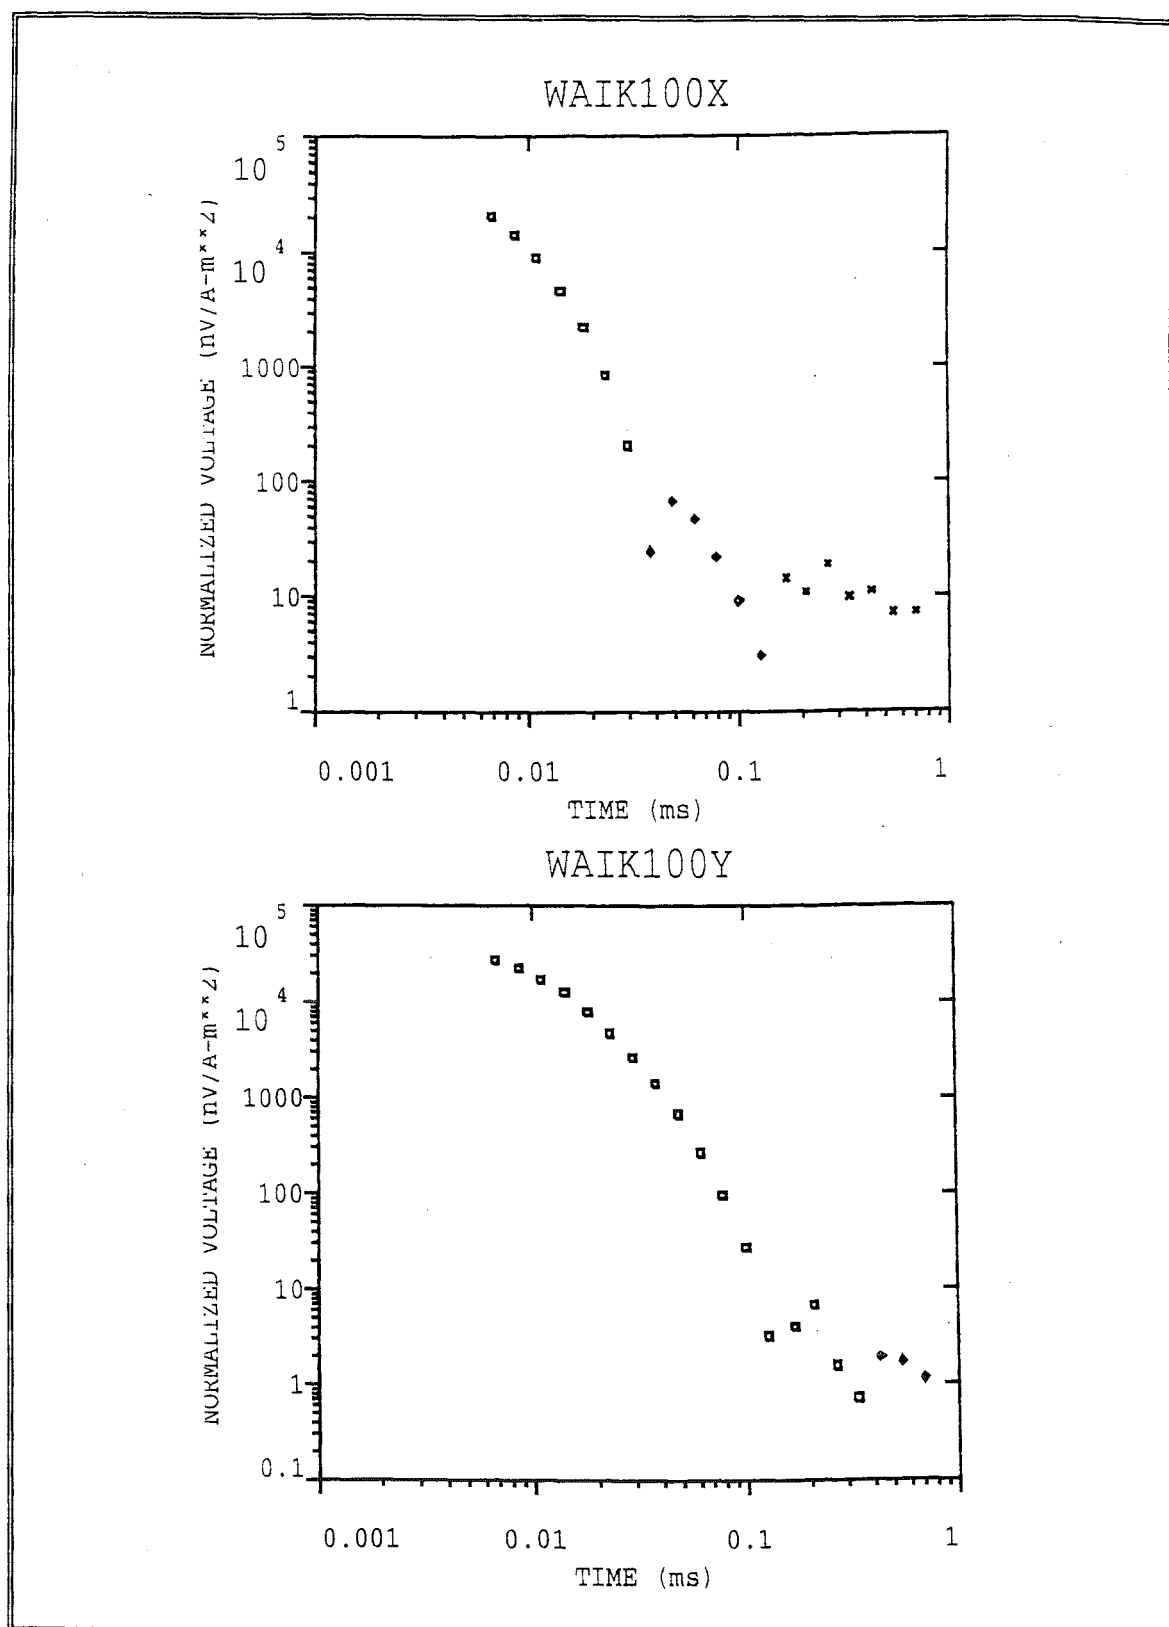 WAIK100X
10 5
10 4
1000
100
10
1
NORMALIZED VOLTAGE (nV/A-m**2)
0.001 0.01 0.1 1
TIME (ms)
WAIK100Y
10 5
10 4
1000
100
10
1
0.1
NORMALIZED VOLTAGE (nV/A-m**2)
0.001 0.01 0.1 1
TIME (ms)